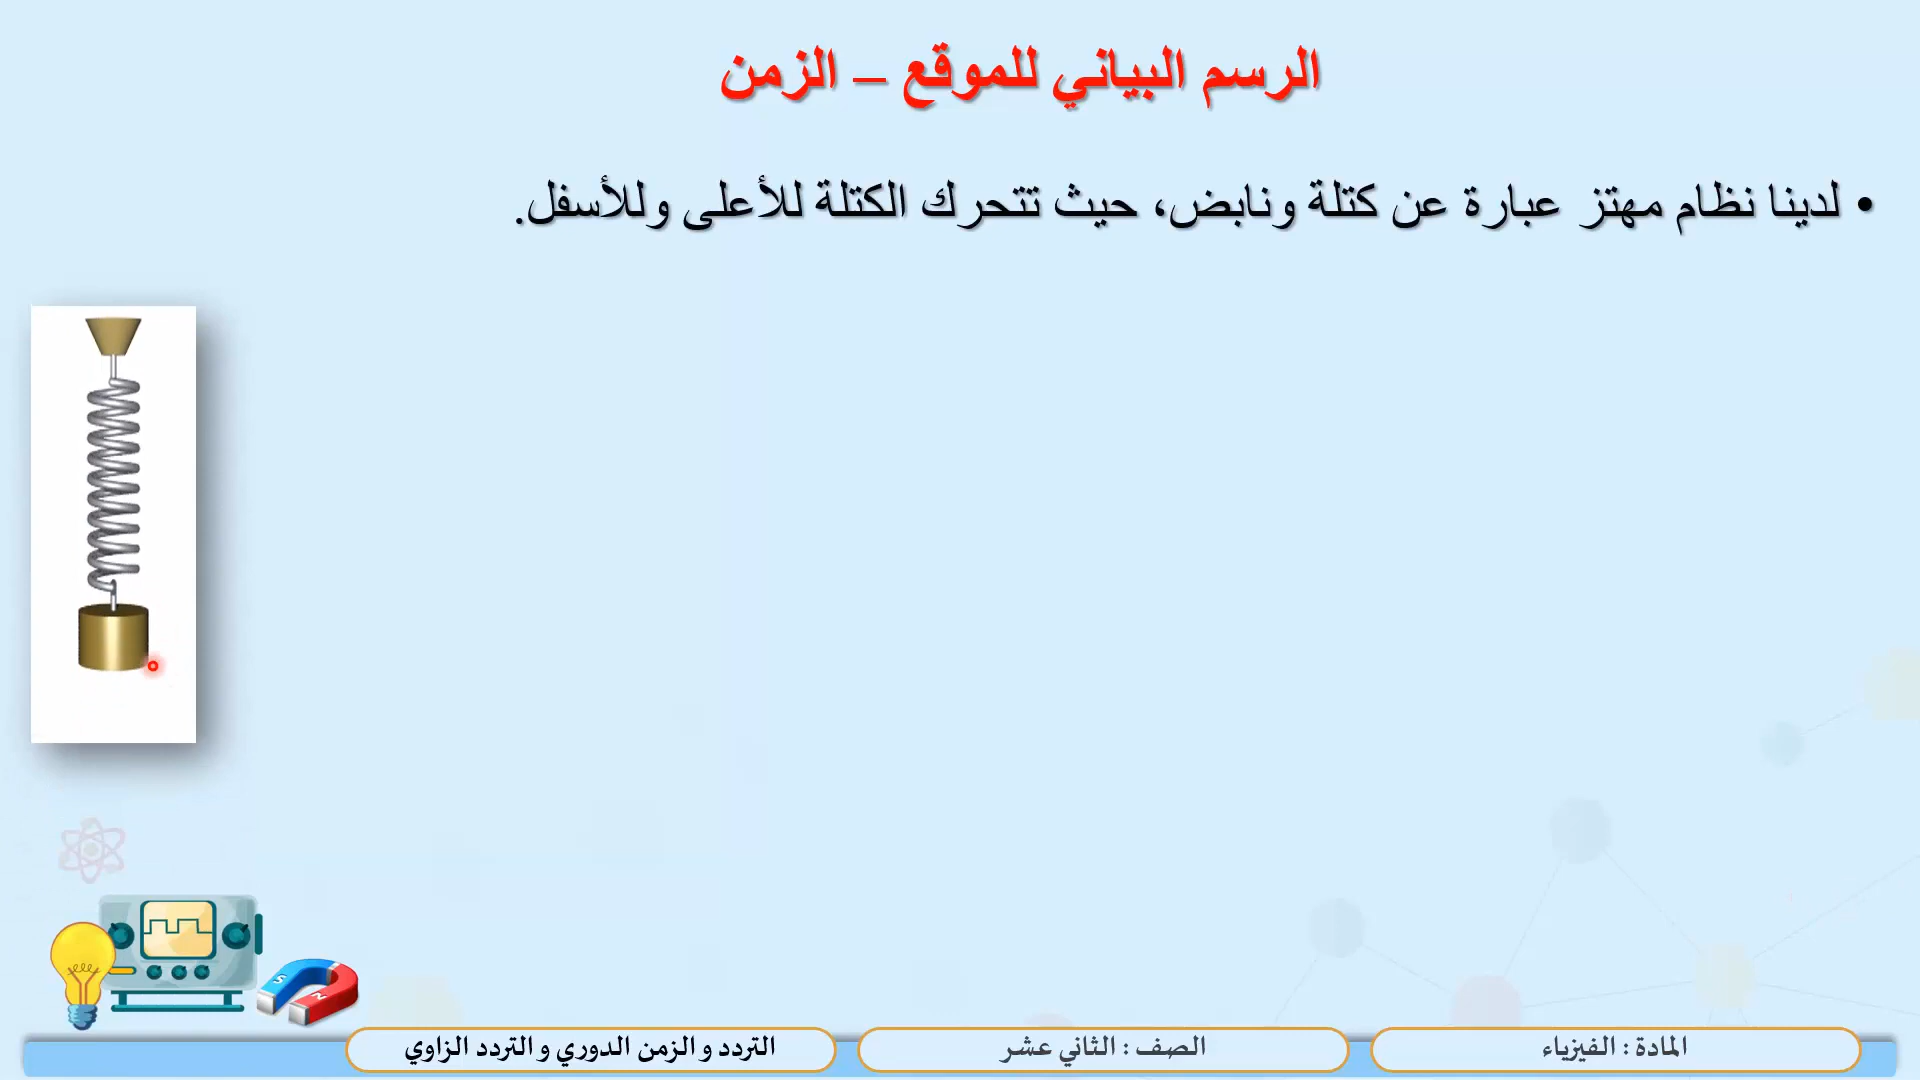 الرسم البياني للموقع – الزمن
• لدينا نظام مهتز عبارة عن كتلة ونابض، حيث تتحرك الكتلة للأعلى وللأسفل.
S
N
المادة : الفيزياء
الصف : الثاني عشر
التردد و الزمن الدوري و التردد الزاوي